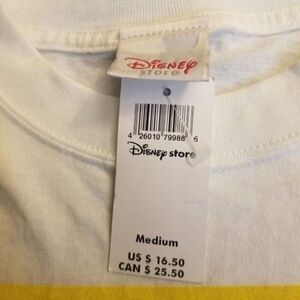 Disney
store
4 26010 79988 6
Disney store
Medium
US $ 16.50
CAN $ 25.50